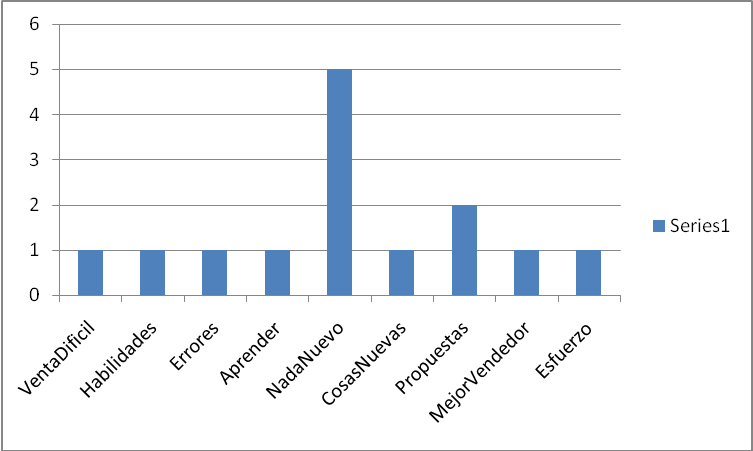 6
5
4
3
2
1
0
VentaDificil
Habilidades
Errores
Aprender
NadaNuevo
CosasNuevas
Propuestas
MejorVendedor
Esfuerzo
Series1